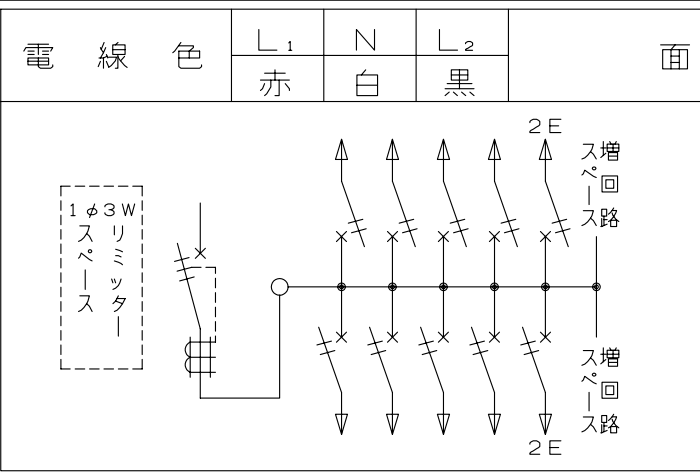 電線色 L₁ N L₂ 面
赤 白 黒
2E
増回路
スペース
1φ3W
リミッター
スペース
増回路
スペース
2E